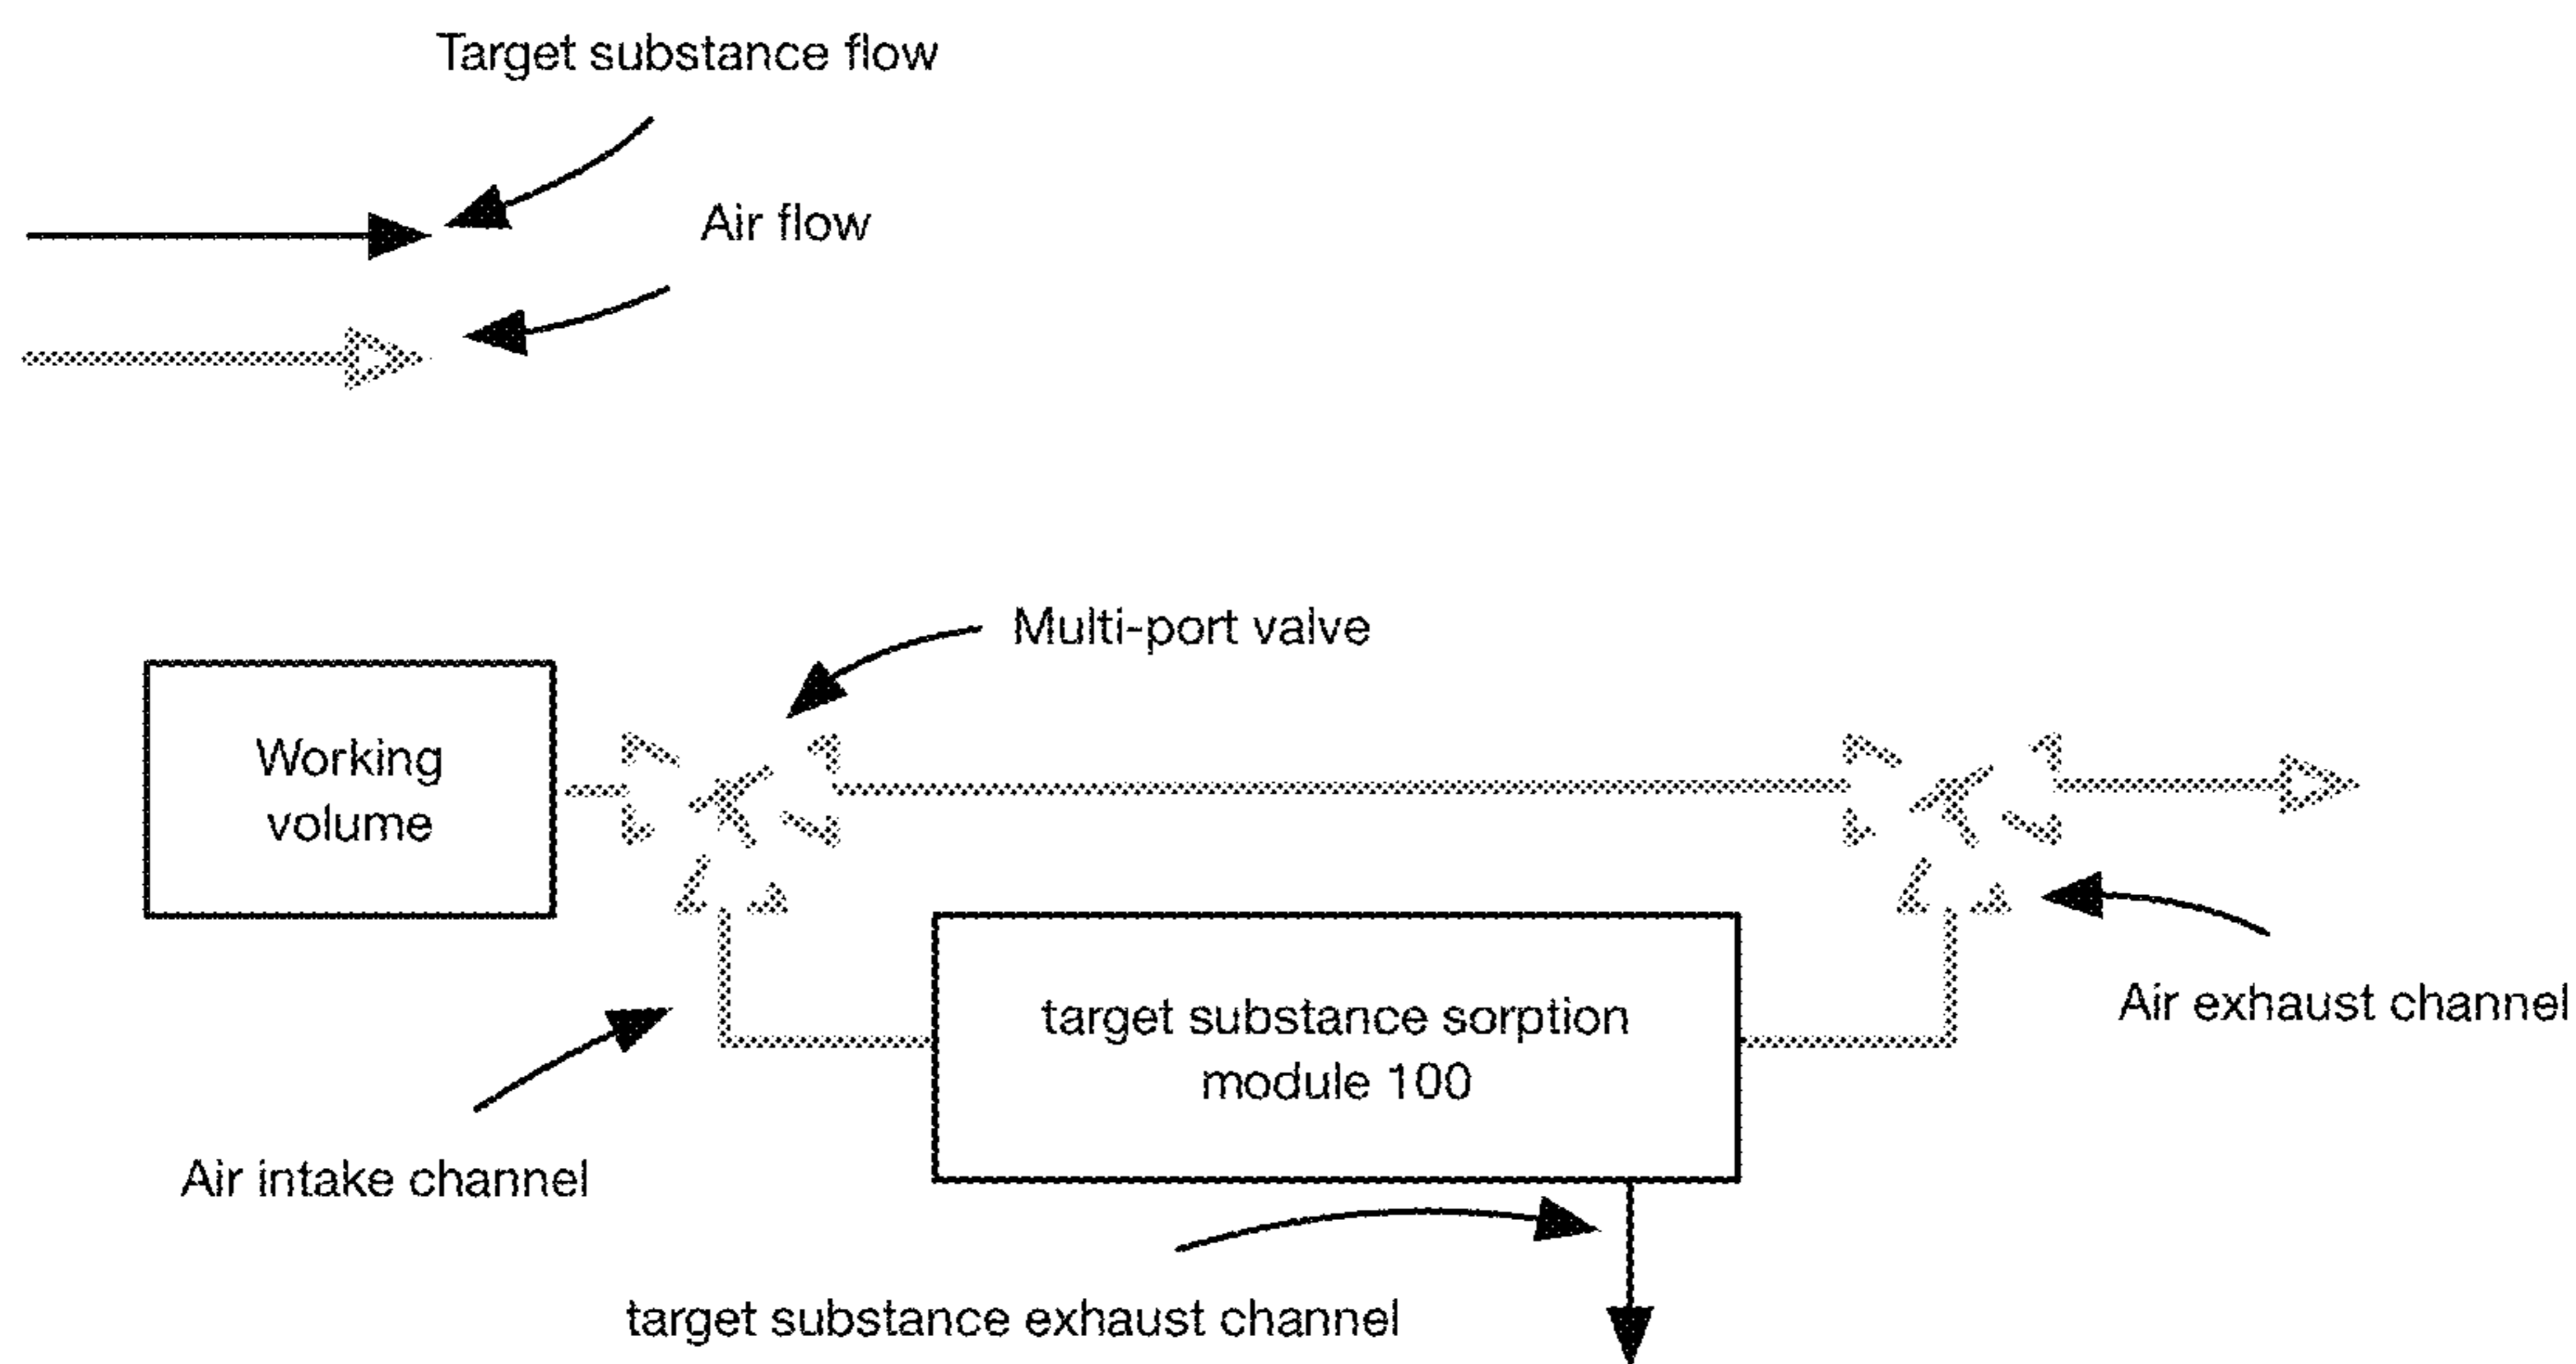 Target substance flow
Air flow
Multi-port valve
Working
volume
target substance sorption
module 100
Air exhaust channel
Air intake channel
target substance exhaust channel